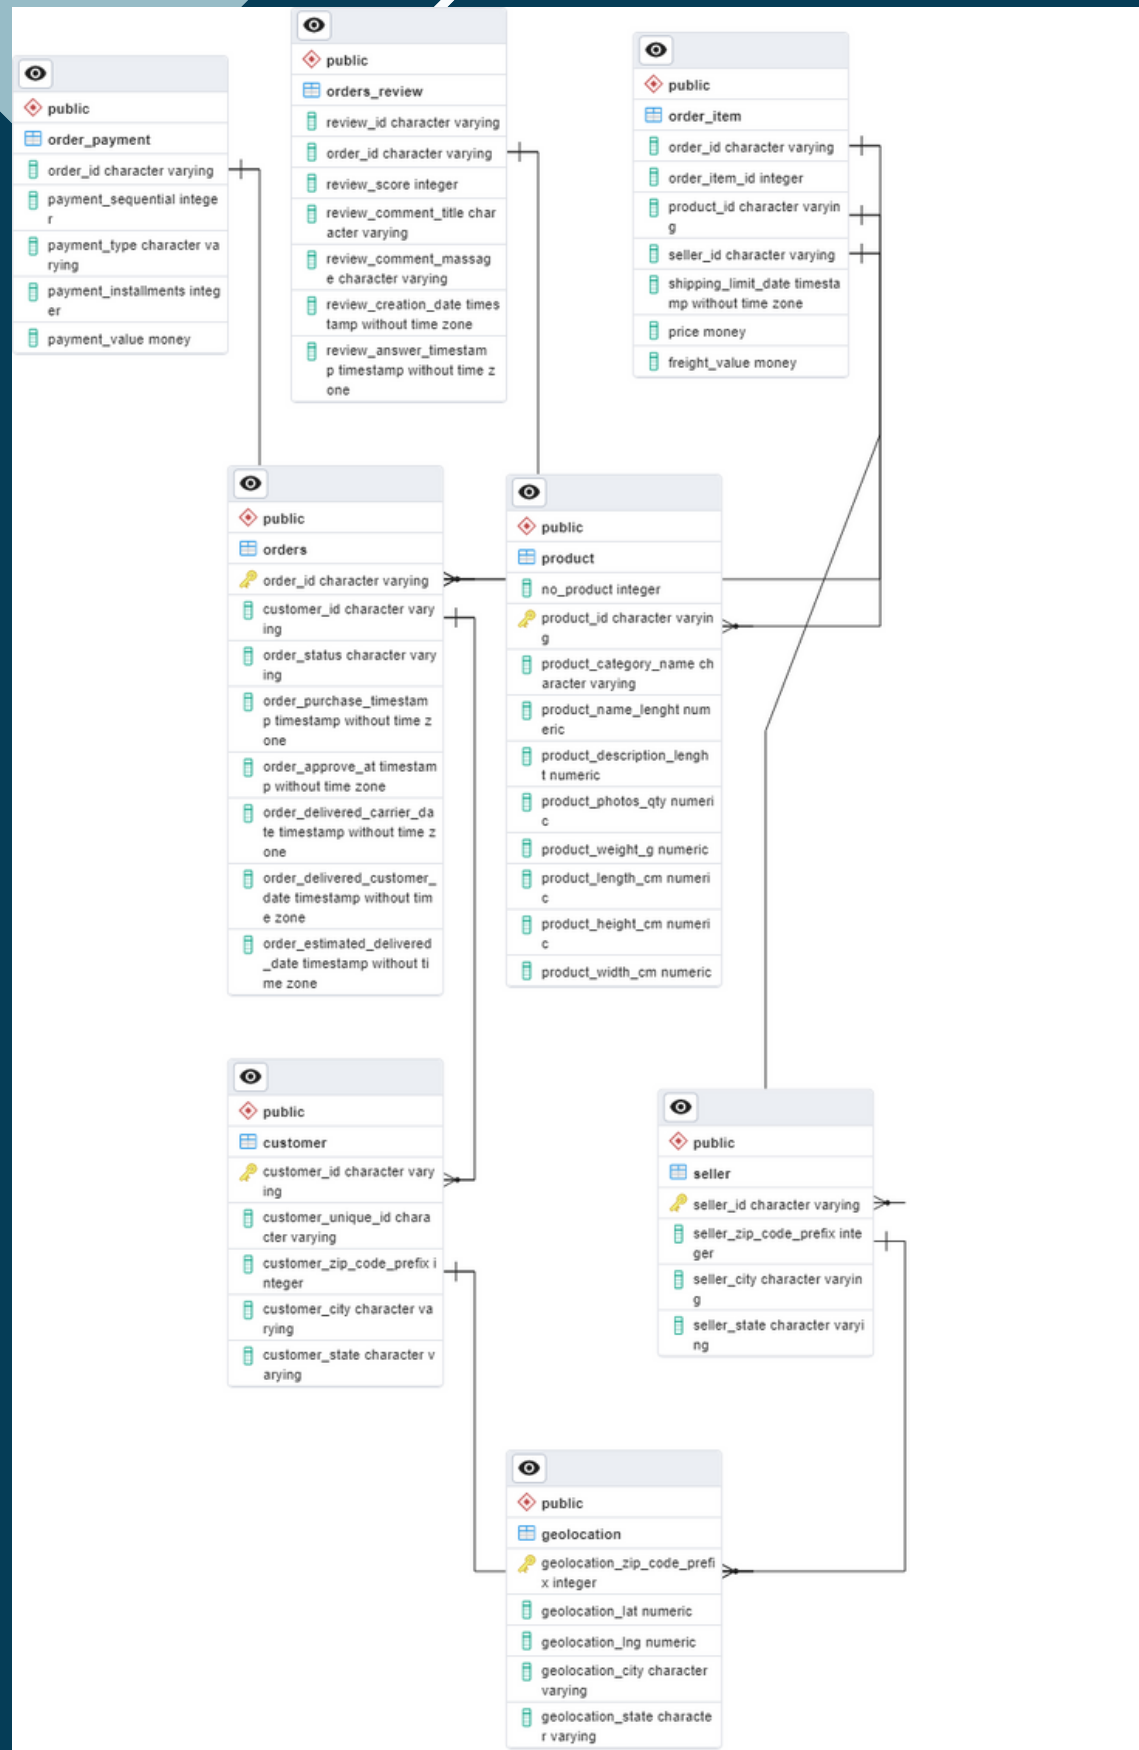 public
order_payment
order_id character varying
payment_sequential intege
r
payment_type character va
rying
payment_installments integ
er
payment_value money
public
orders_review
review_id character varying
order_id character varying
review_score integer
review_comment_title char
acter varying
review_comment_massag
e character varying
review_creation_date times
tamp without time zone
review_answer_timestam
p timestamp without time z
one
public
order_item
order_id character varying
order_item_id integer
product_id character varyin
g
seller_id character varying
shipping_limit_date timesta
mp without time zone
price money
freight_value money
public
orders
order_id character varying
customer_id character vary
ing
order_status character vary
ing
order_purchase_timestam
p timestamp without time z
one
order_approve_at timestam
p without time zone
order_delivered_carrier_da
te timestamp without time z
one
order_delivered_customer_
date timestamp without tim
e zone
order_estimated_delivered
_date timestamp without ti
me zone
public
product
no_product integer
product_id character varyin
g
product_category_name ch
aracter varying
product_name_lenght num
eric
product_description_lengh
t numeric
product_photos_qty numeri
c
product_weight_g numeric
product_length_cm numeri
c
product_height_cm numeri
c
product_width_cm numeric
public
customer
customer_id character vary
ing
customer_unique_id chara
cter varying
customer_zip_code_prefix i
nteger
customer_city character va
rying
customer_state character v
arying
public
seller
seller_id character varying
seller_zip_code_prefix inte
ger
seller_city character varyin
g
seller_state character varyi
ng
public
geolocation
geolocation_zip_code_prefi
x integer
geolocation_lat numeric
geolocation_lng numeric
geolocation_city character
varying
geolocation_state characte
r varying